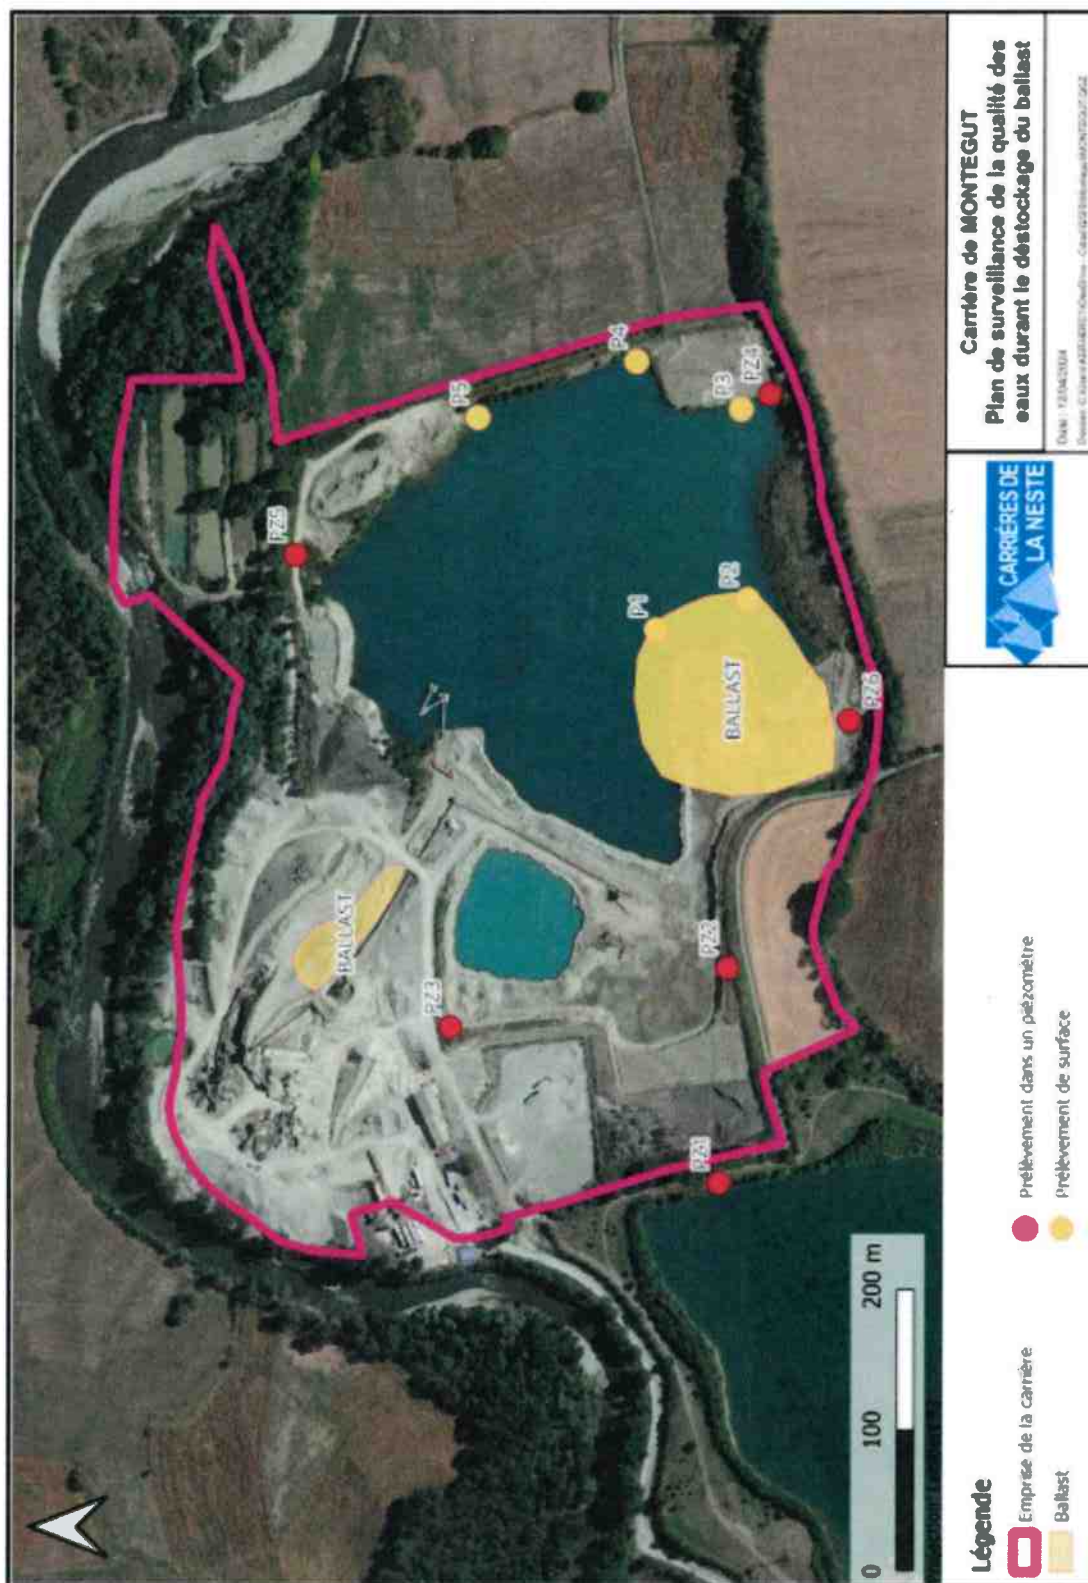 Carrière de MONTEGUT
Plan de surveillance de la qualité des
eaux durant le déstockage du ballast
CARRIÈRES DE
LA NESTE
P1
P2
P3
P4
P5
PZ1
PZ2
PZ3
PZ4
PZ5
PZ6
BALLAST
BALLAST
0 100 200 m
Légende
Emprise de la carrière
Ballast
Prélèvement dans un piézomètre
Prélèvement de surface